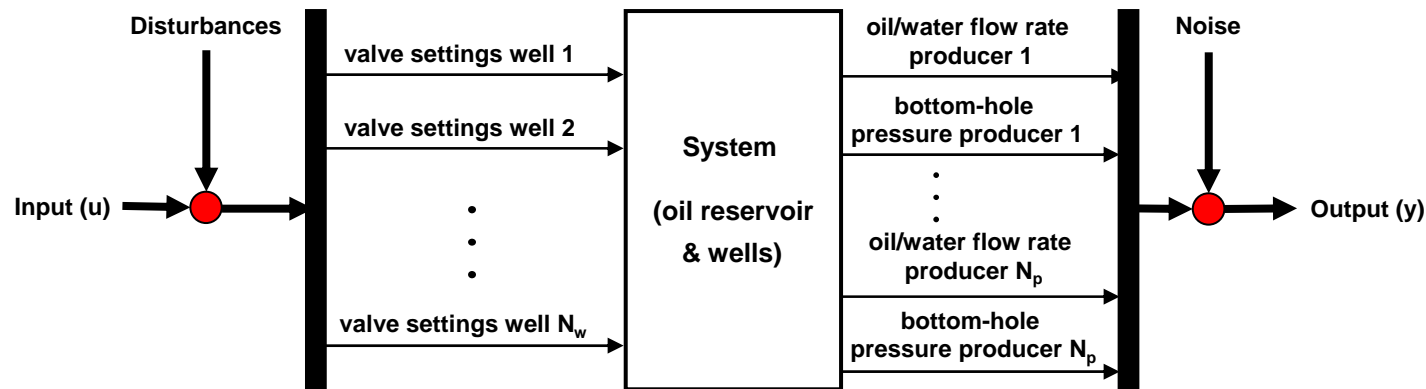 Disturbances
Input (u)
valve settings well 1
valve settings well 2
valve settings well N_w
System
(oil reservoir
& wells)
oil/water flow rate
producer 1
bottom-hole
pressure producer 1
oil/water flow rate
producer N_p
bottom-hole
pressure producer N_p
Noise
Output (y)